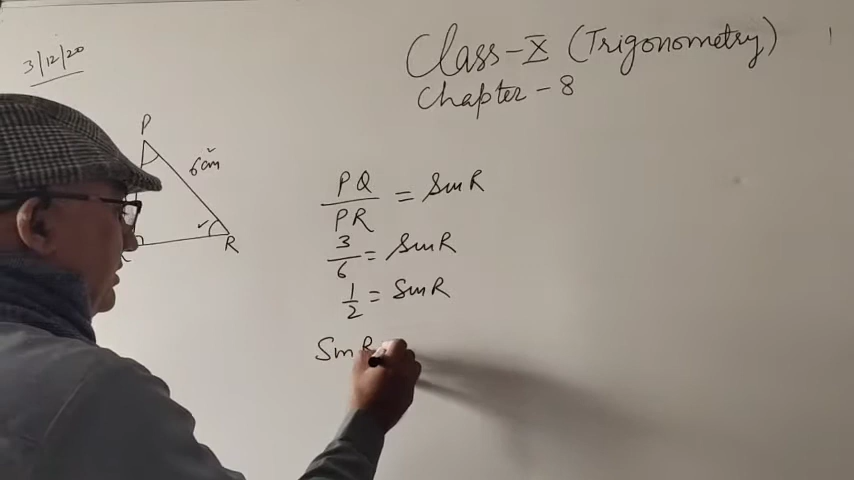 3/12/20
Class-X (Trigonometry)
Chapter-8
P
6cm
R
PQ/PR = Sin R
3/6 = Sin R
1/2 = Sin R
Sin R